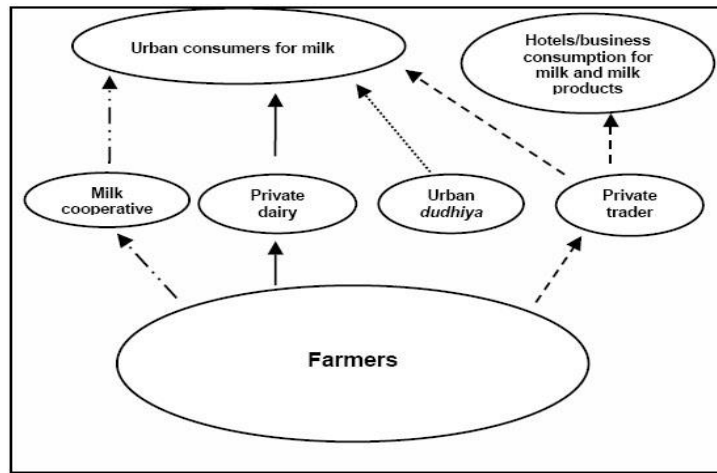 Urban consumers for milk
Hotels/business
consumption for
milk and milk
products
Milk
cooperative
Private
dairy
Urban
dudhiya
Private
trader
Farmers